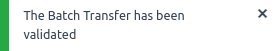 The Batch Transfer has been
validated